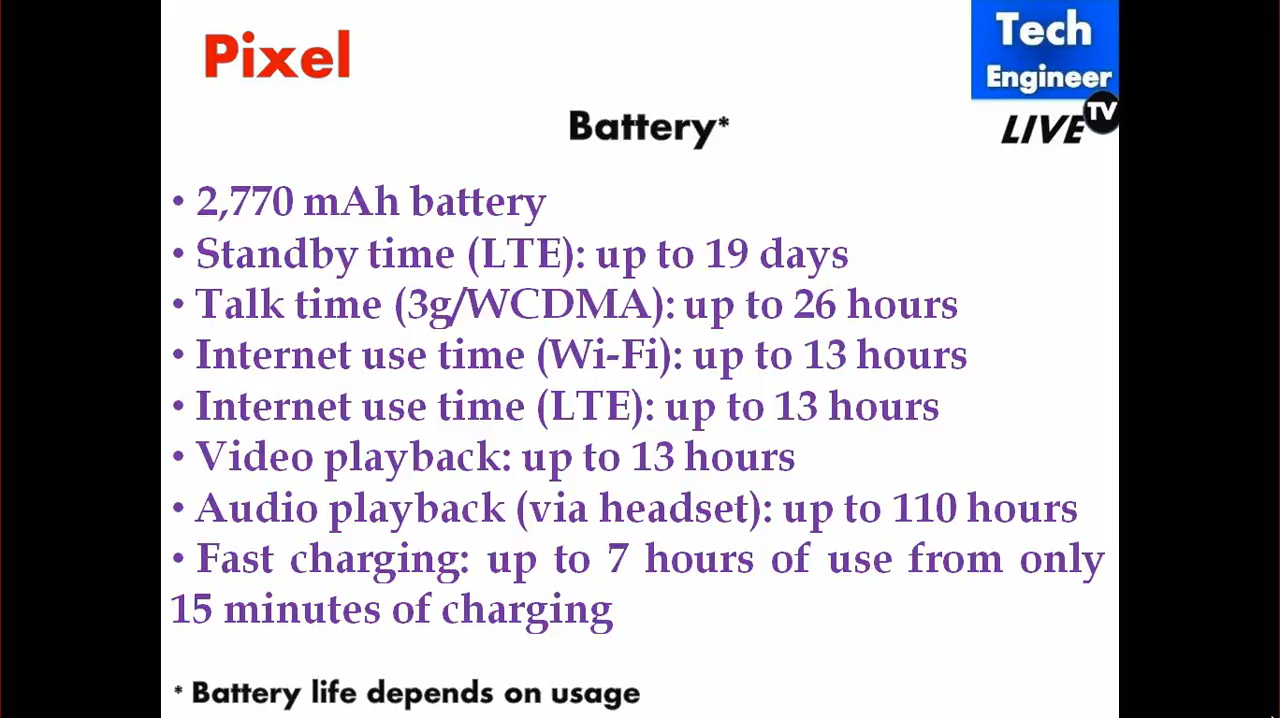 Pixel
Tech
Engineer
TV
LIVE
Battery*
• 2,770 mAh battery
• Standby time (LTE): up to 19 days
• Talk time (3g/WCDMA): up to 26 hours
• Internet use time (Wi-Fi): up to 13 hours
• Internet use time (LTE): up to 13 hours
• Video playback: up to 13 hours
• Audio playback (via headset): up to 110 hours
• Fast charging: up to 7 hours of use from only
15 minutes of charging
* Battery life depends on usage